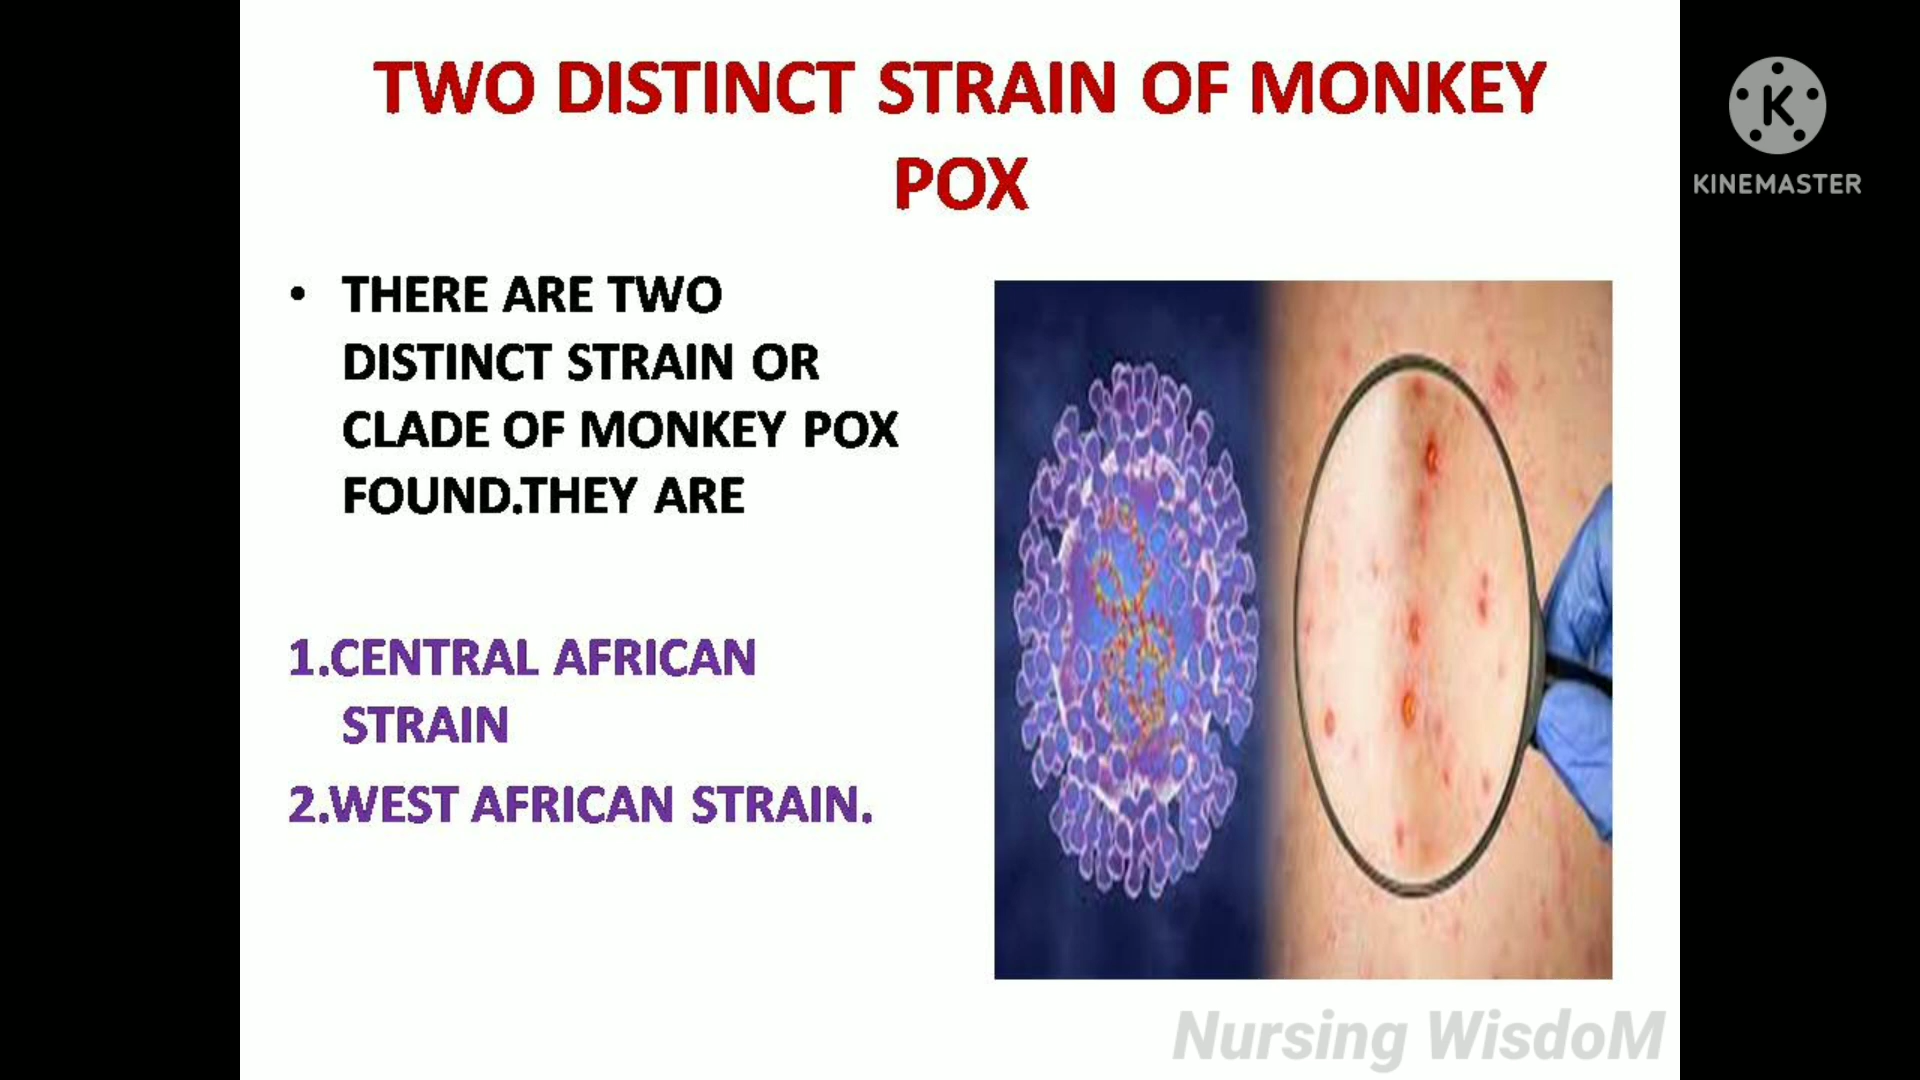 TWO DISTINCT STRAIN OF MONKEY
POX
• THERE ARE TWO
DISTINCT STRAIN OR
CLADE OF MONKEY POX
FOUND.THEY ARE
1.CENTRAL AFRICAN
STRAIN
2.WEST AFRICAN STRAIN.
K
KINEMASTER
Nursing WisdoM